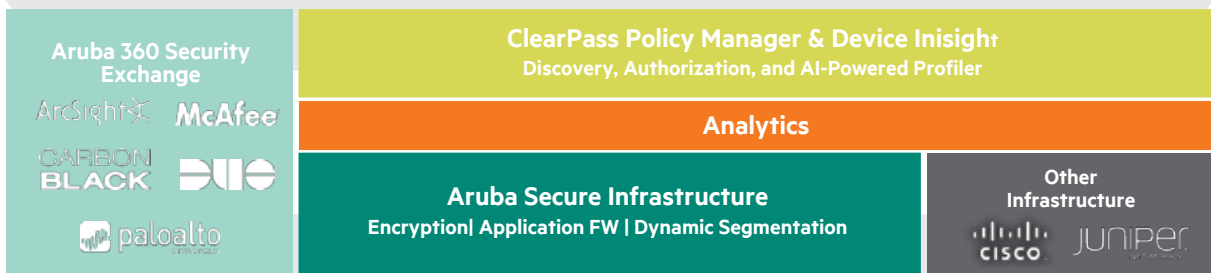 Aruba 360 Security
Exchange
ArcSight
McAfee
CARBON
BLACK
DUO
paloalto
ClearPass Policy Manager & Device Inisight
Discovery, Authorization, and AI-Powered Profiler
Analytics
Aruba Secure Infrastructure
Encryption| Application FW | Dynamic Segmentation
Other
Infrastructure
CISCO
JUNIPEr
NETWORKS